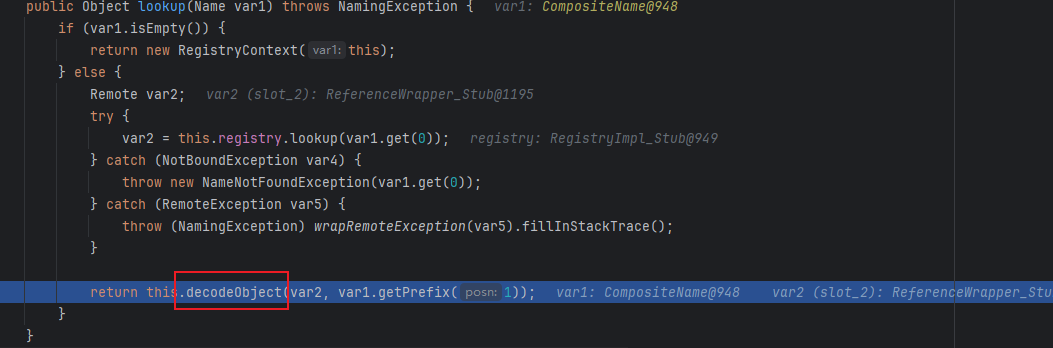 public Object lookup(Name var1) throws NamingException {   var1: CompositeName@948
    if (var1.isEmpty()) {
        return new RegistryContext( var1: this);
    } else {
        Remote var2;   var2 (slot_2): ReferenceWrapper_Stub@1195
        try {
            var2 = this.registry.lookup(var1.get(0));   registry: RegistryImpl_Stub@949
        } catch (NotBoundException var4) {
            throw new NameNotFoundException(var1.get(0));
        } catch (RemoteException var5) {
            throw (NamingException) wrapRemoteException(var5).fillInStackTrace();
        }
        return this.decodeObject(var2, var1.getPrefix( posn: 1));   var1: CompositeName@948   var2 (slot_2): ReferenceWrapper_Stub
    }
}